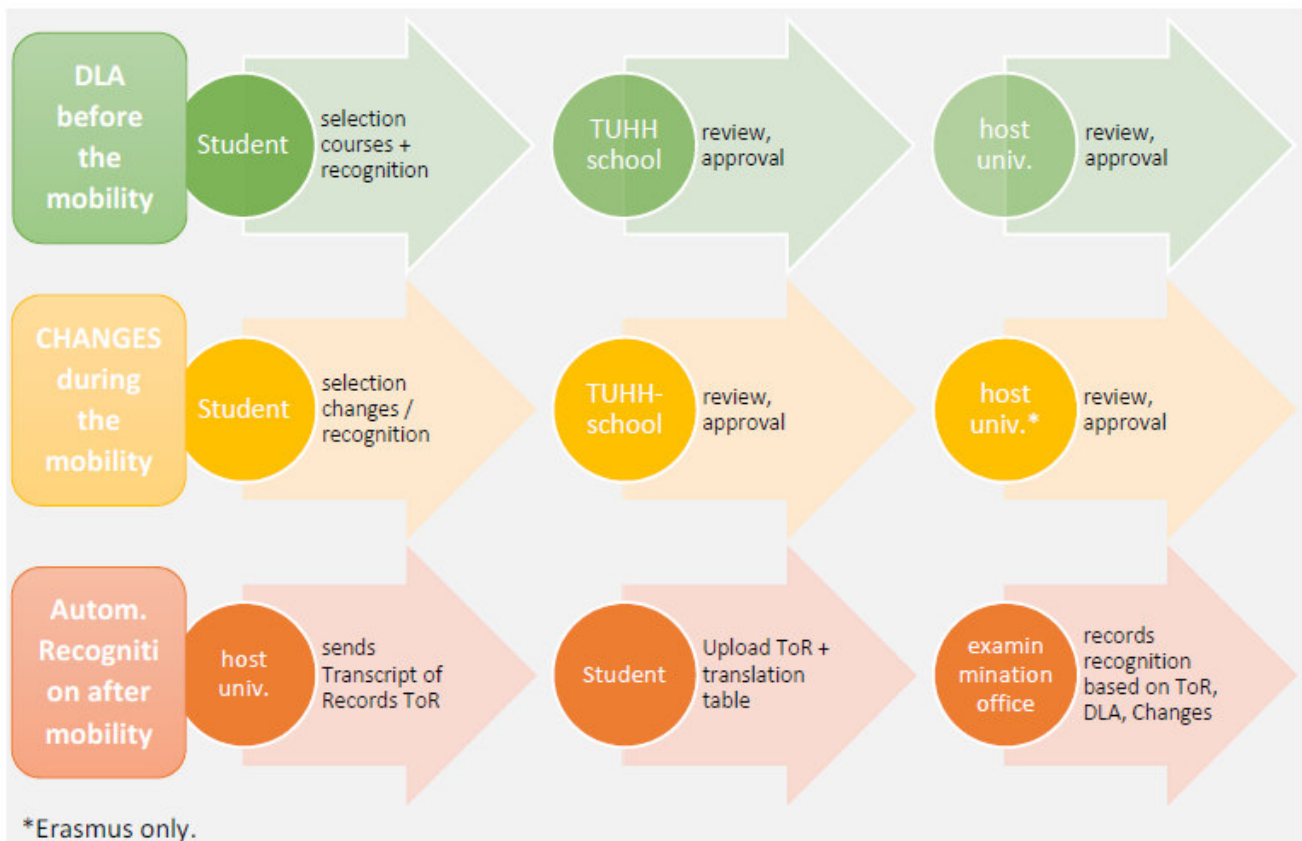 DLA
before
the
mobility
Student
selection
courses +
recognition
TUHH
school
review,
approval
host
univ.
review,
approval
CHANGES
during
the
mobility
Student
selection
changes /
recognition
TUHH-
school
review,
approval
host
univ.*
review,
approval
Autom.
Recogniti
on after
mobility
host
univ.
sends
Transcript of
Records ToR
Student
Upload ToR +
translation
table
examin
mination
office
records
recognition
based on ToR,
DLA, Changes
*Erasmus only.